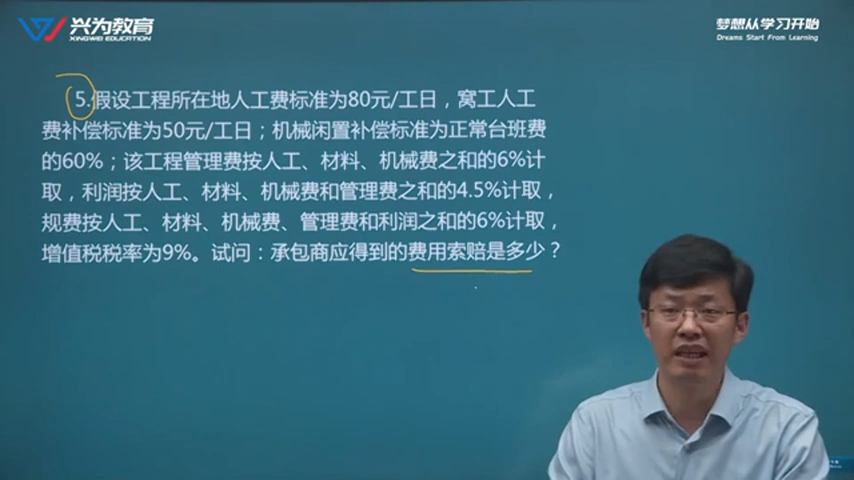 兴为教育
XINGWEI EDUCATION
梦想从学习开始
Dreams Start From Learning
5.假设工程所在地人工费标准为80元/工日，窝工人工
费补偿标准为50元/工日；机械闲置补偿标准为正常台班费
的60%；该工程管理费按人工、材料、机械费之和的6%计
取，利润按人工、材料、机械费和管理费之和的4.5%计取，
规费按人工、材料、机械费、管理费和利润之和的6%计取，
增值税税率为9%。试问：承包商应得到的费用索赔是多少？